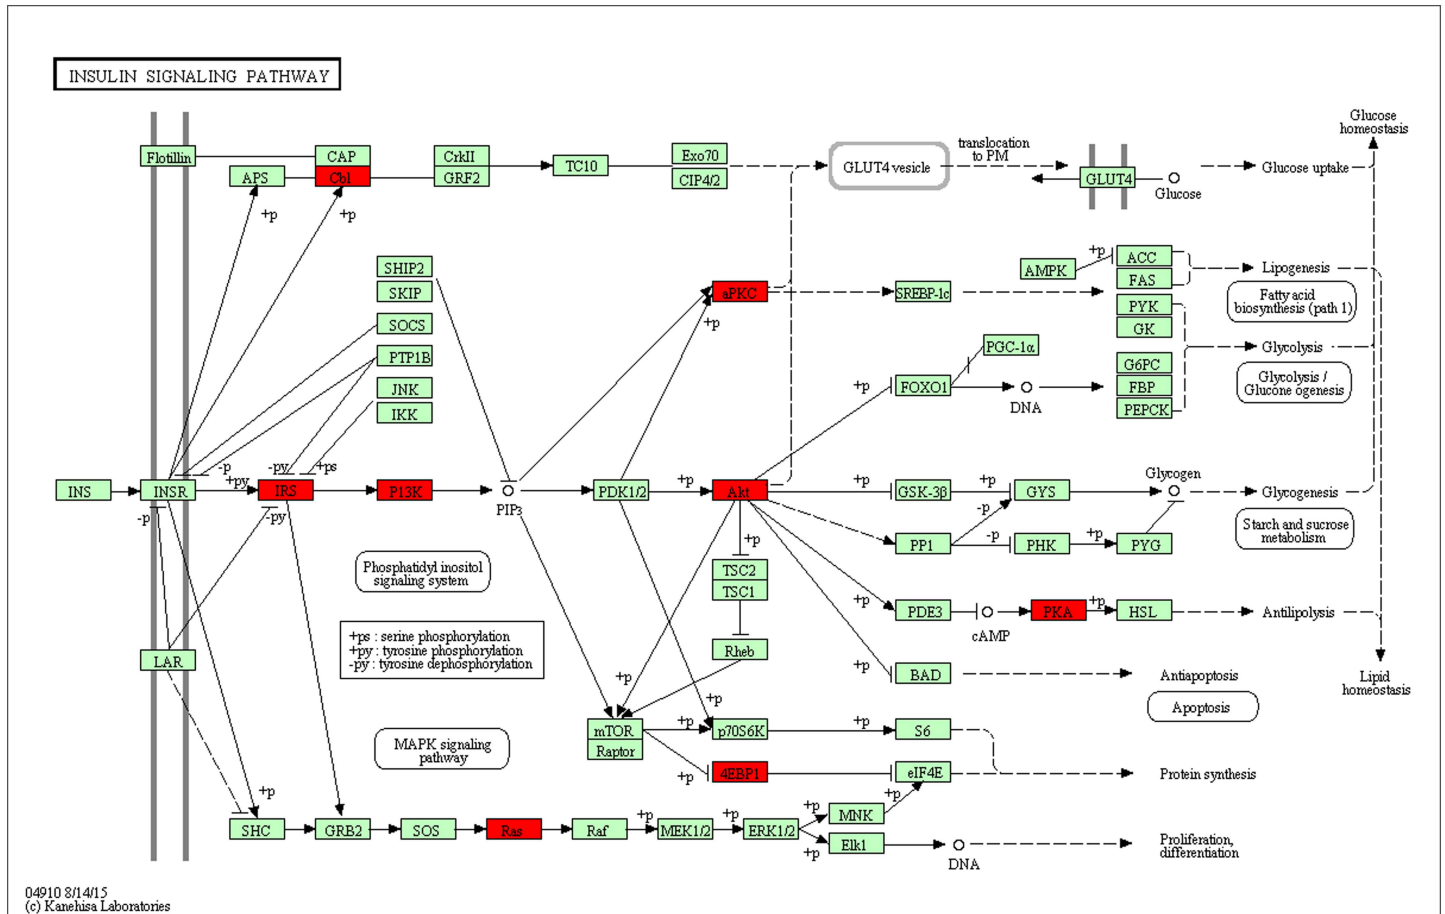 INSULIN SIGNALING PATHWAY
Glucose
homeostasis
Flotillin
CAP
CrkII
TC10
Exo70
translocation
to PM
APS
Cbl
GRF2
CIP4/2
GLUT4 vesicle
GLUT4
Glucose
Glucose uptake
+p
+p
SHIP2
SKIP
SOCS
PTP1B
JNK
IKK
aPKC
+p
SREBP-1c
AMPK
+p
ACC
FAS
PYK
GK
G6PC
FBP
PEPCK
Lipogenesis
Fatty acid
biosynthesis (path 1)
Glycolysis
Glycolysis /
Glucone ogenesis
PGC-1α
+p
FOXO1
DNA
-p
-py
+ps
INS
INSR
+py
IRS
P13K
PIP3
PDK1/2
+p
Akt
+p
GSK-3β
+p
GYS
Glycogen
Glycogenesis
-p
-py
-p
Starch and sucrose
metabolism
PP1
-p
PHK
+p
PYG
+p
TSC2
TSC1
Phosphatidyl inositol
signaling system
+p
PDE3
cAMP
PKA
+p
HSL
Antilipolysis
+ps : serine phosphorylation
+py : tyrosine phosphorylation
-py : tyrosine dephosphorylation
LAR
Rheb
+p
+p
BAD
Antiapoptosis
Lipid
homeostasis
Apoptosis
+p
mTOR
Raptor
+p
p70S6K
+p
S6
MAPK signaling
pathway
+p
4EBP1
eIF4E
Protein synthesis
+p
SHC
GRB2
SOS
Ras
Raf
+p
MEK1/2
+p
ERK1/2
+p
MNK
+p
+p
Elk1
DNA
Proliferation,
differentiation
04910 8/14/15
(c) Kanehisa Laboratories